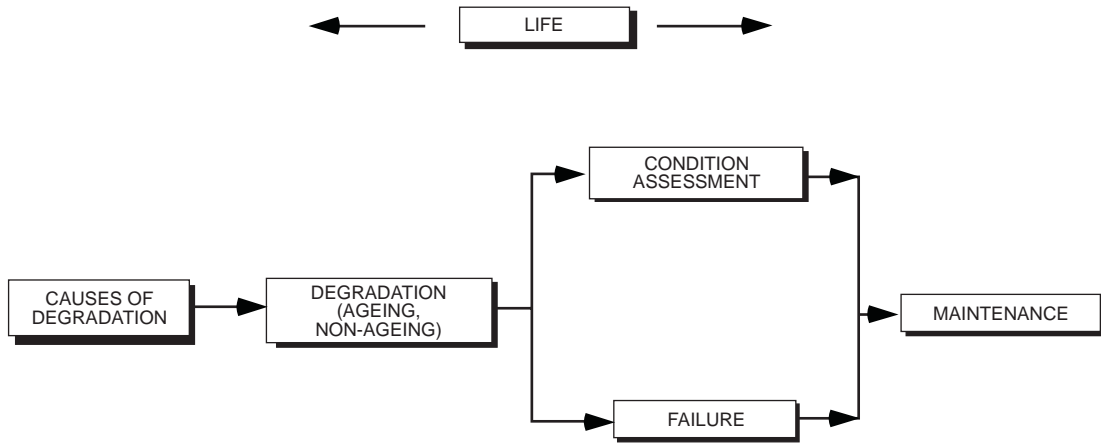 LIFE
CONDITION
ASSESSMENT
CAUSES OF
DEGRADATION
DEGRADATION
(AGEING,
NON-AGEING)
MAINTENANCE
FAILURE